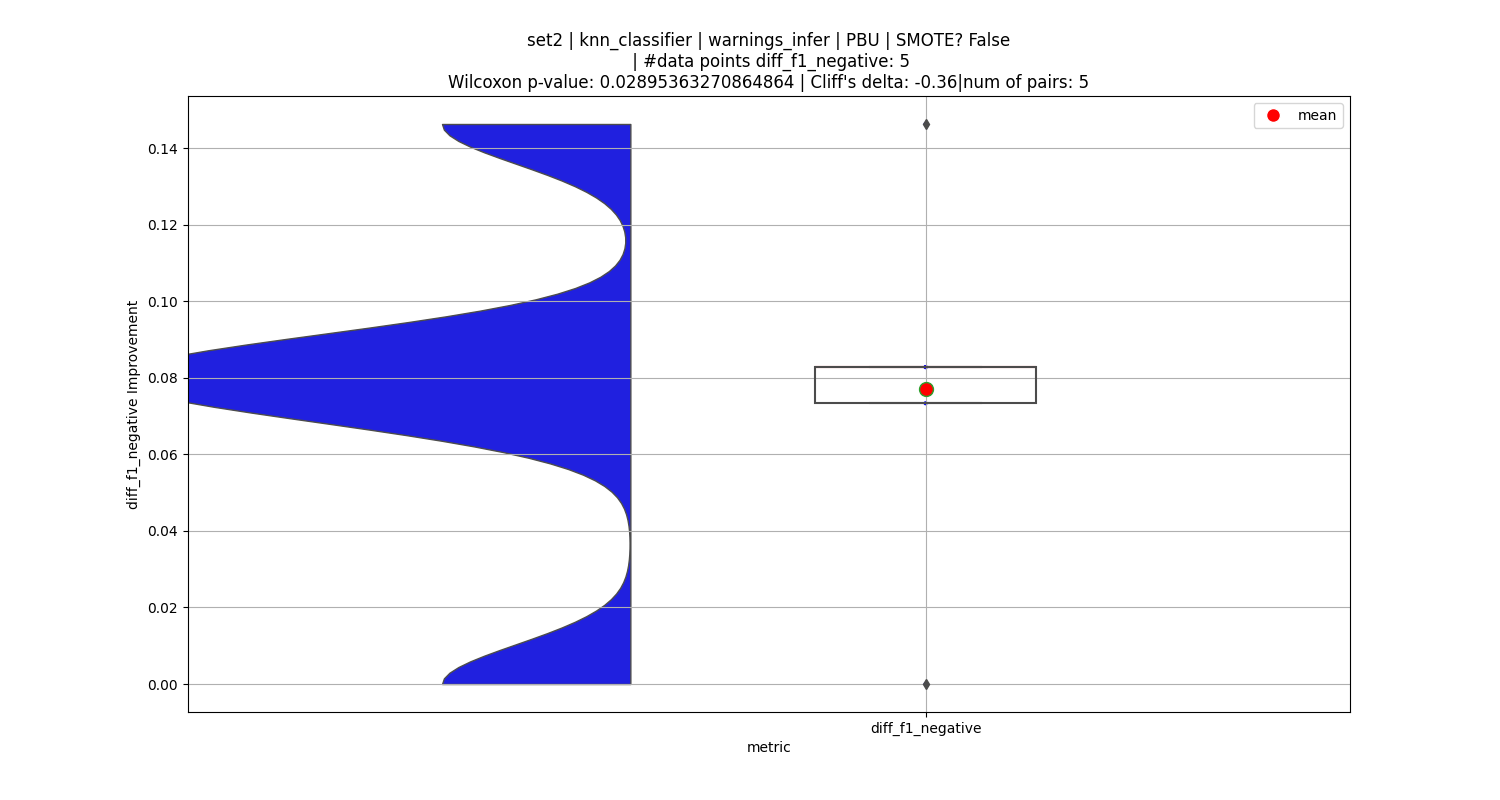 set2 | knn_classifier | warnings_infer | PBU | SMOTE? False
| #data points diff_f1_negative: 5
Wilcoxon p-value: 0.02895363270864864 | Cliff's delta: -0.36|num of pairs: 5
mean
0.14
0.12
0.10
0.08
0.06
0.04
0.02
0.00
diff_f1_negative Improvement
diff_f1_negative
metric